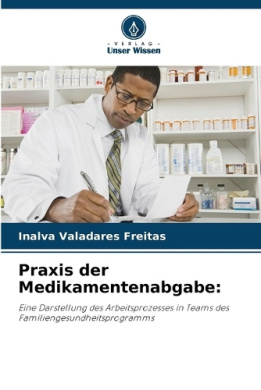 VERLAG
Unser Wissen
Inalva Valadares Freitas
Praxis der
Medikamentenabgabe:
Eine Darstellung des Arbeitsprozesses in Teams des
Familiengesundheitsprogramms